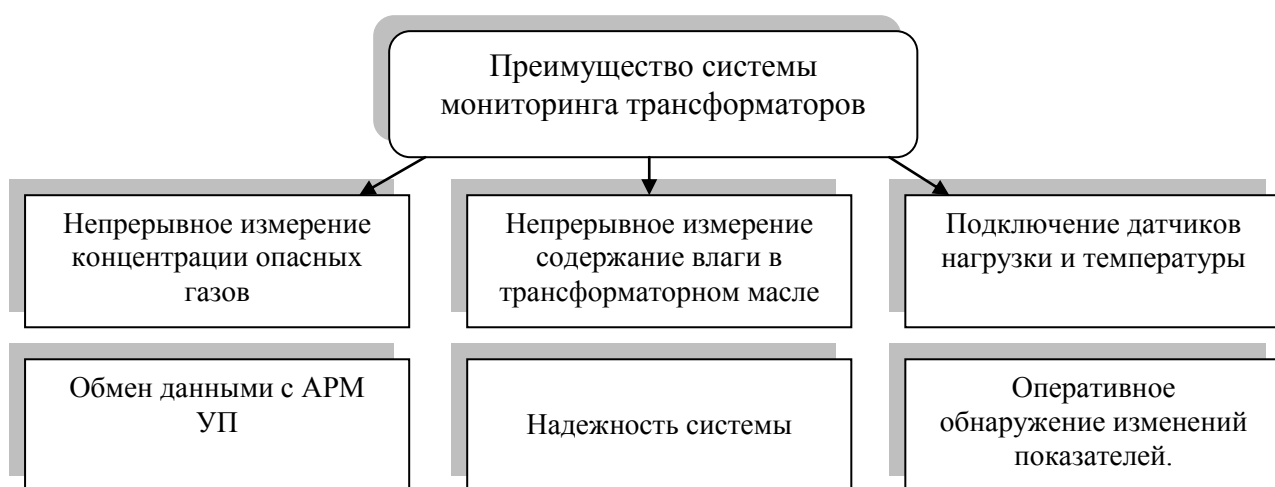 Преимущество системы
мониторинга трансформаторов
Непрерывное измерение
концентрации опасных
газов
Непрерывное измерение
содержание влаги в
трансформаторном масле
Подключение датчиков
нагрузки и температуры
Обмен данными с АРМ
УП
Надежность системы
Оперативное
обнаружение изменений
показателей.